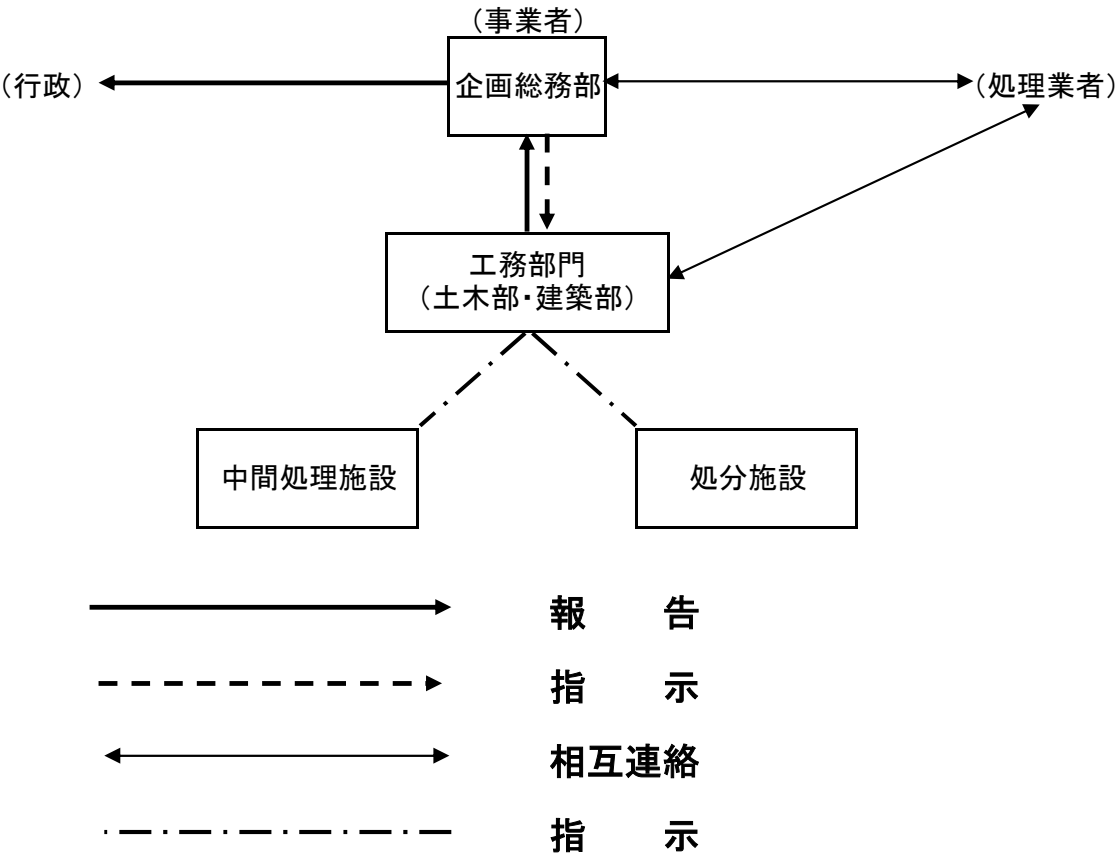 （事業者）
（行政）
企画総務部
（処理業者）
工務部門
（土木部・建築部）
中間処理施設
処分施設
報　　告
指　　示
相互連絡
指　　示